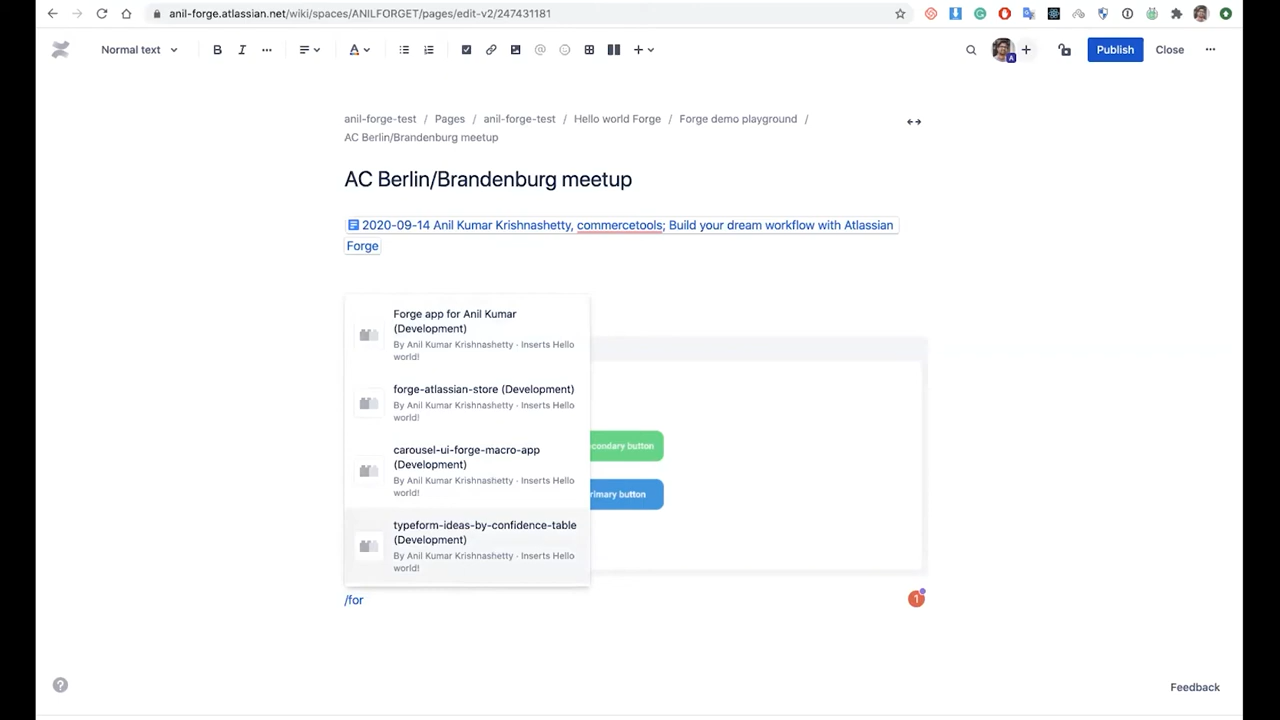 anil-forge.atlassian.net/wiki/spaces/ANILFORGET/pages/edit-v2/247431181
Normal text
B I A
Publish Close
anil-forge-test / Pages / anil-forge-test / Hello world Forge / Forge demo playground /
AC Berlin/Brandenburg meetup
AC Berlin/Brandenburg meetup
2020-09-14 Anil Kumar Krishnashetty, commercetools; Build your dream workflow with Atlassian
Forge
Forge app for Anil Kumar
(Development)
By Anil Kumar Krishnashetty · Inserts Hello
world!
forge-atlassian-store (Development)
By Anil Kumar Krishnashetty · Inserts Hello
world!
carousel-ui-forge-macro-app
(Development)
By Anil Kumar Krishnashetty · Inserts Hello
world!
typeform-ideas-by-confidence-table
(Development)
By Anil Kumar Krishnashetty · Inserts Hello
world!
condary button
rimary button
/for
1
Feedback